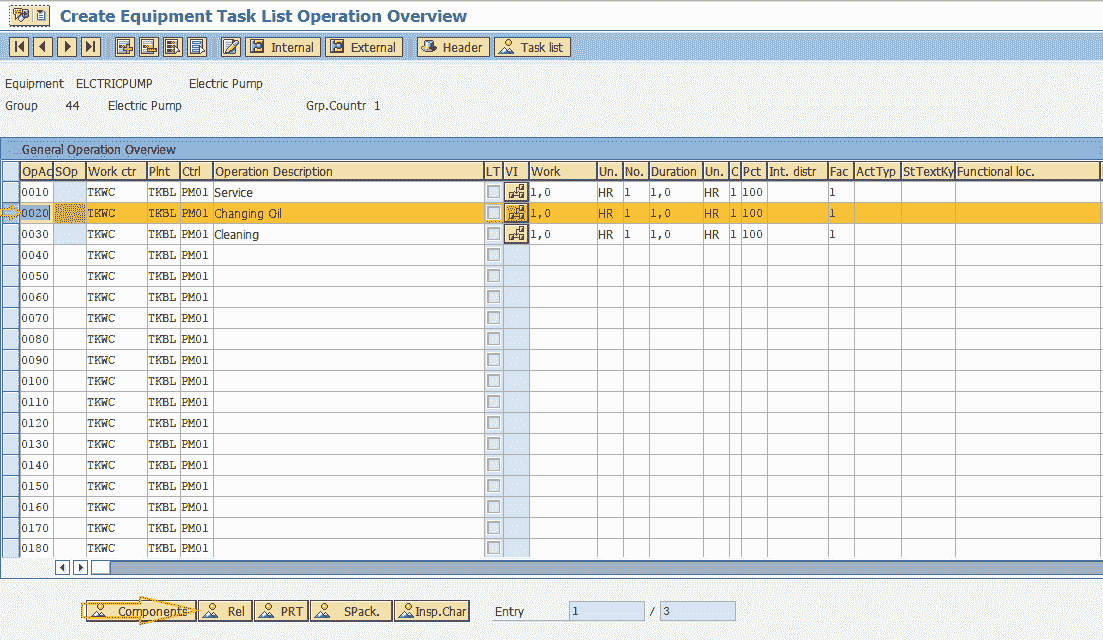 Create Equipment Task List Operation Overview
Internal External Header Task list
Equipment ELCTRICPUMP Electric Pump
Group 44 Electric Pump Grp.Countr 1
General Operation Overview
OpAc SOp Work ctr Plnt Ctrl Operation Description LT VI Work Un. No. Duration Un. C Pct Int. distr Fac ActTyp StTextKy Functional loc.
0010 TKWC TKBL PM01 Service 1,0 HR 1 1,0 HR 1 100 1
0020 TKWC TKBL PM01 Changing Oil 1,0 HR 1 1,0 HR 1 100 1
0030 TKWC TKBL PM01 Cleaning 1,0 HR 1 1,0 HR 1 100 1
0040 TKWC TKBL PM01
0050 TKWC TKBL PM01
0060 TKWC TKBL PM01
0070 TKWC TKBL PM01
0080 TKWC TKBL PM01
0090 TKWC TKBL PM01
0100 TKWC TKBL PM01
0110 TKWC TKBL PM01
0120 TKWC TKBL PM01
0130 TKWC TKBL PM01
0140 TKWC TKBL PM01
0150 TKWC TKBL PM01
0160 TKWC TKBL PM01
0170 TKWC TKBL PM01
0180 TKWC TKBL PM01
Components Rel PRT SPack. Insp.Char Entry 1 / 3